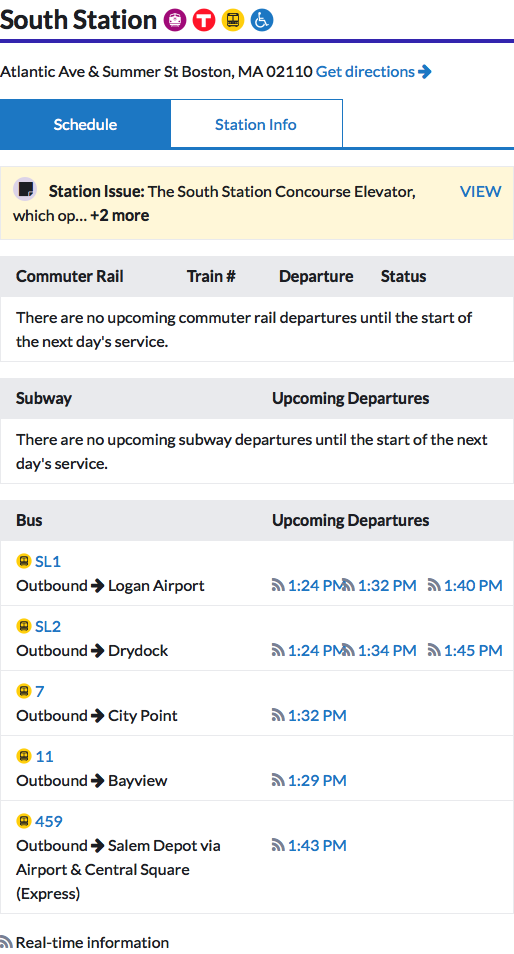 South Station T
Atlantic Ave & Summer St Boston, MA 02110 Get directions
Schedule Station Info
Station Issue: The South Station Concourse Elevator, VIEW
which op... +2 more
Commuter Rail Train # Departure Status
There are no upcoming commuter rail departures until the start of
the next day's service.
Subway Upcoming Departures
There are no upcoming subway departures until the start of the next
day's service.
Bus Upcoming Departures
SL1
Outbound → Logan Airport 1:24 PM 1:32 PM 1:40 PM
SL2
Outbound → Drydock 1:24 PM 1:34 PM 1:45 PM
7
Outbound → City Point 1:32 PM
11
Outbound → Bayview 1:29 PM
459
Outbound → Salem Depot via 1:43 PM
Airport & Central Square
(Express)
Real-time information